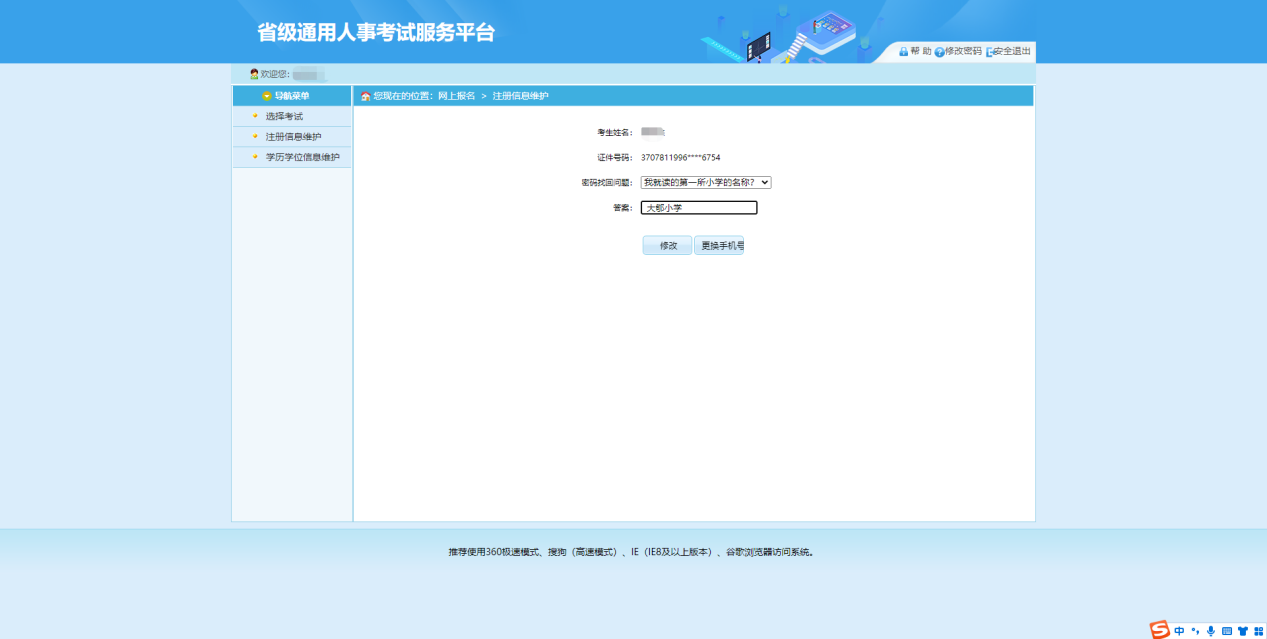 省级通用人事考试服务平台
帮 助 修改密码 安全退出
欢迎您：
导航菜单
选择考试
注册信息维护
学历学位信息维护
您现在的位置：网上报名 > 注册信息维护
考生姓名：
证件号码： 3707811996****6754
密码找回问题： 我就读的第一所小学的名称？
答案： 大郇小学
修改 更换手机号
推荐使用360极速模式、搜狗（高速模式）、IE（IE8及以上版本）、谷歌浏览器访问系统。
中